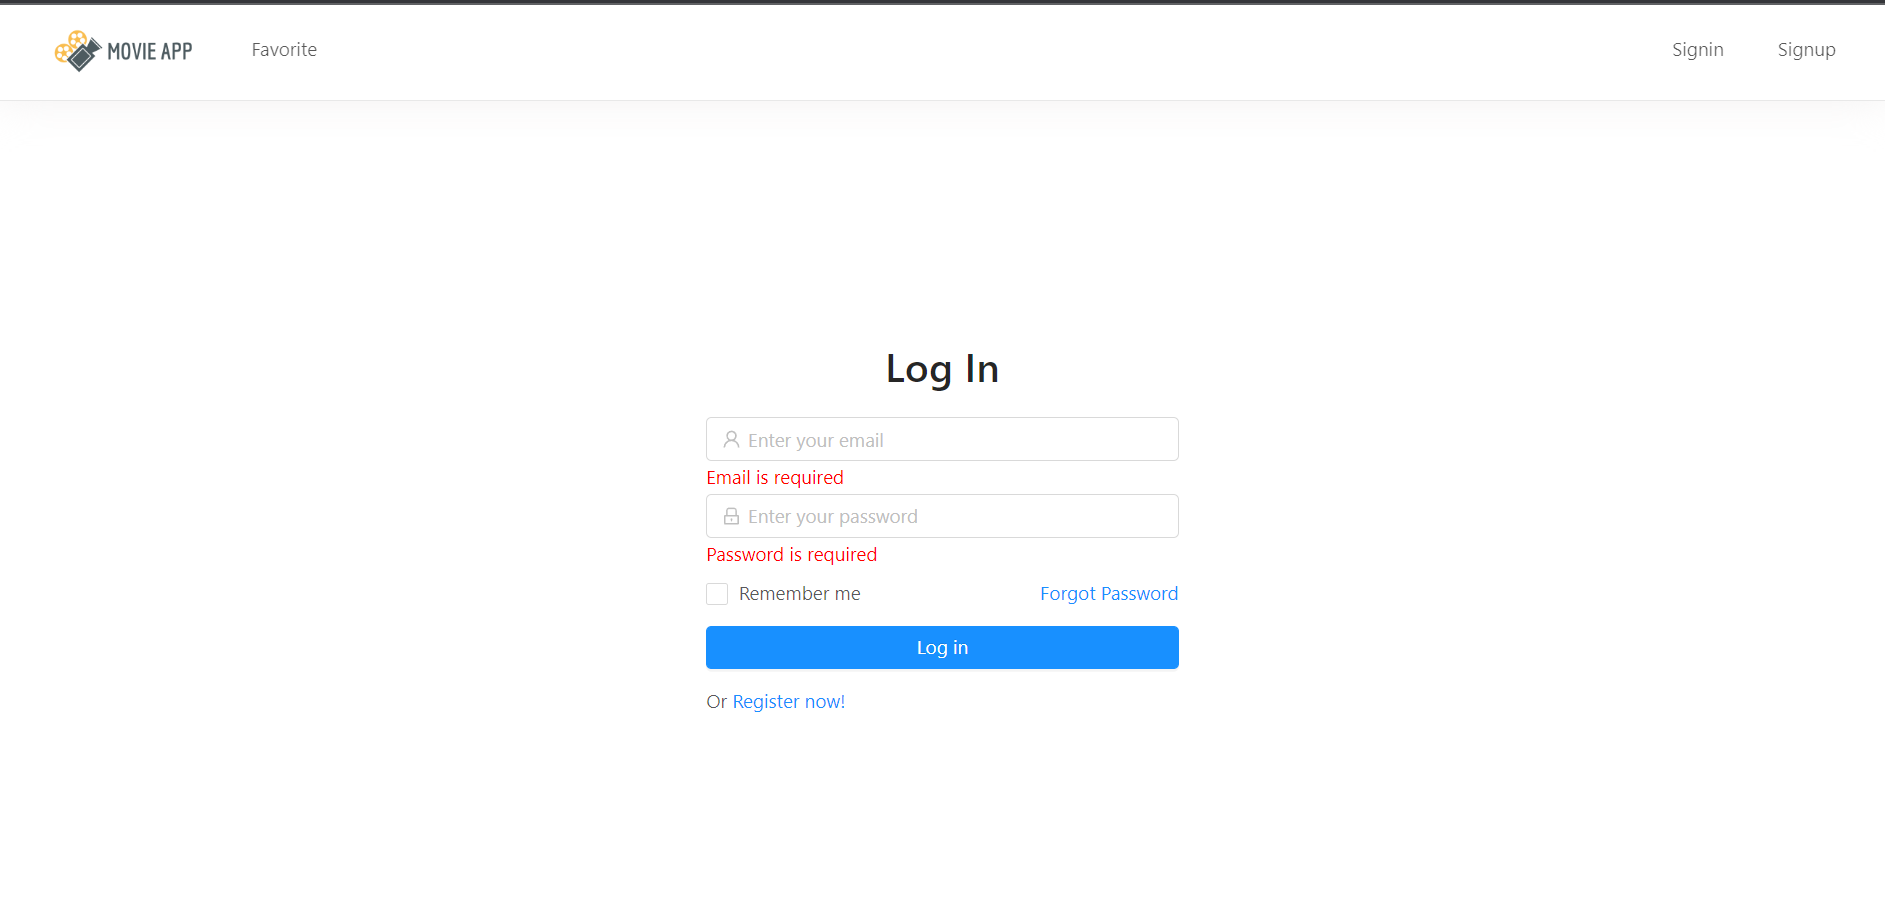 MOVIE APP Favorite Signin Signup
Log In
Enter your email
Email is required
Enter your password
Password is required
Remember me Forgot Password
Log in
Or Register now!